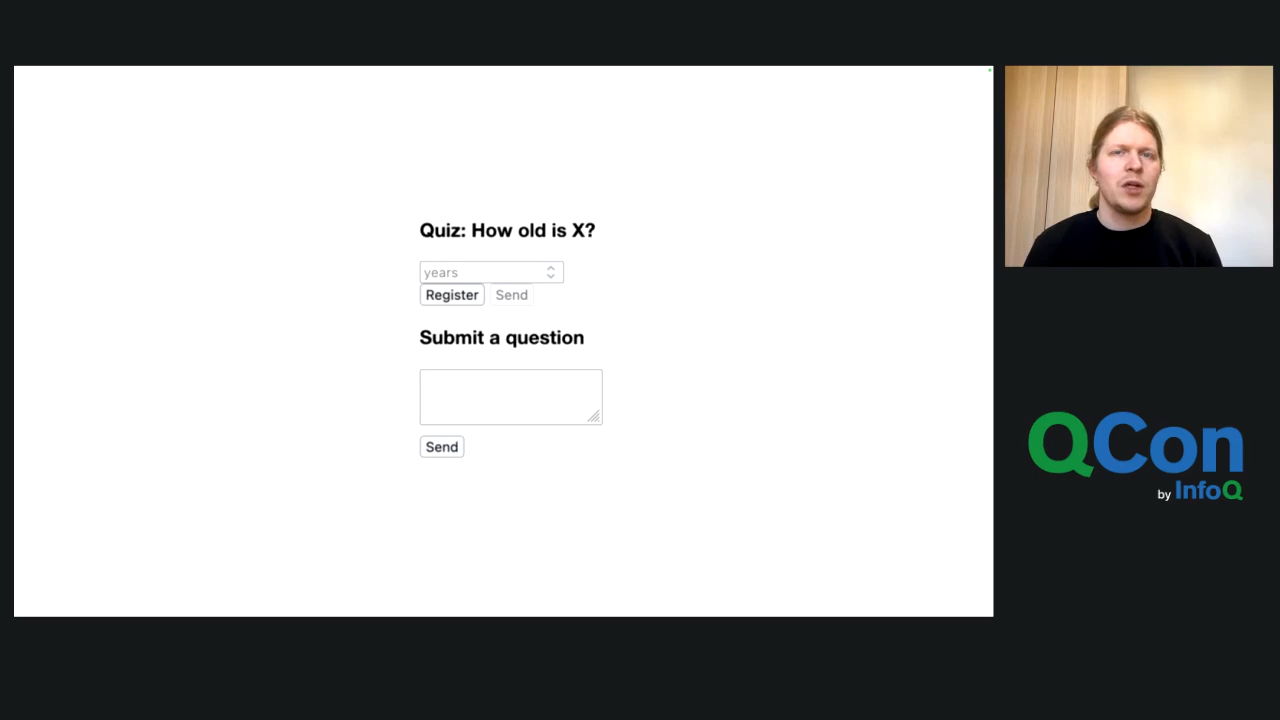 Quiz: How old is X?
years
Register Send
Submit a question
Send
QCon
by InfoQ